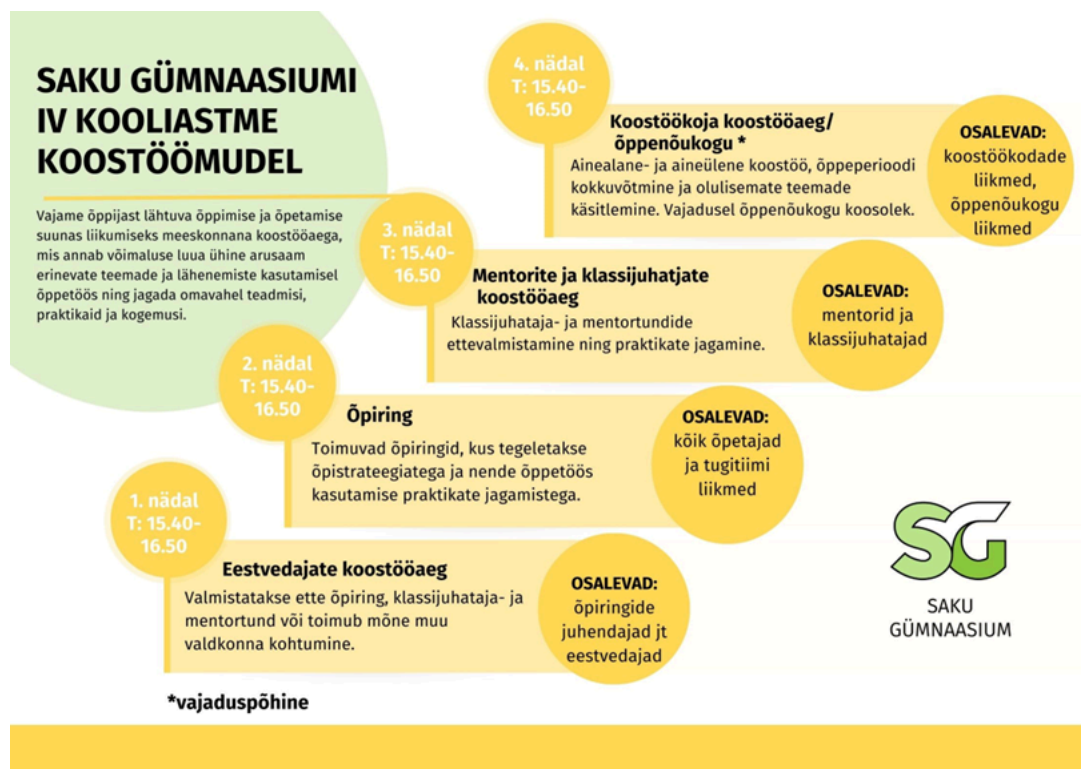 SAKU GÜMNAASIUMI
IV KOOLIASTME
KOOSTÖÖMUDEL
Vajame õppijast lähtuva õppimise ja õpetamise
suunas liikumiseks meeskonnana koostööaega,
mis annab võimaluse luua ühine arusaam
erinevate teemade ja lähenemiste kasutamisel
õppetöös ning jagada omavahel teadmisi,
praktikaid ja kogemusi.
4. nädal
T: 15.40-
16.50
Koostöökoja koostööaeg/
õppenõukogu *
Ainealane- ja aineülene koostöö, õppeperioodi
kokkuvõtmine ja olulisemate teemade
käsitlemine. Vajadusel õppenõukogu koosolek.
OSALEVAD:
koostöökodade
liikmed,
õppenõukogu
liikmed
3. nädal
T: 15.40-
16.50
Mentorite ja klassijuhatjate
koostööaeg
Klassijuhataja- ja mentortundide
ettevalmistamine ning praktikate jagamine.
OSALEVAD:
mentorid ja
klassijuhatajad
2. nädal
T: 15.40-
16.50
Õpiring
Toimuvad õpiringid, kus tegeletakse
õpistrateegiatega ja nende õppetöös
kasutamise praktikate jagamistega.
OSALEVAD:
kõik õpetajad
ja tugitiimi
liikmed
1. nädal
T: 15.40-
16.50
Eestvedajate koostööaeg
Valmistatakse ette õpiring, klassijuhataja- ja
mentortund või toimub mõne muu
valdkonna kohtumine.
OSALEVAD:
õpiringide
juhendajad jt
eestvedajad
*vajaduspõhine
SG
SAKU
GÜMNAASIUM